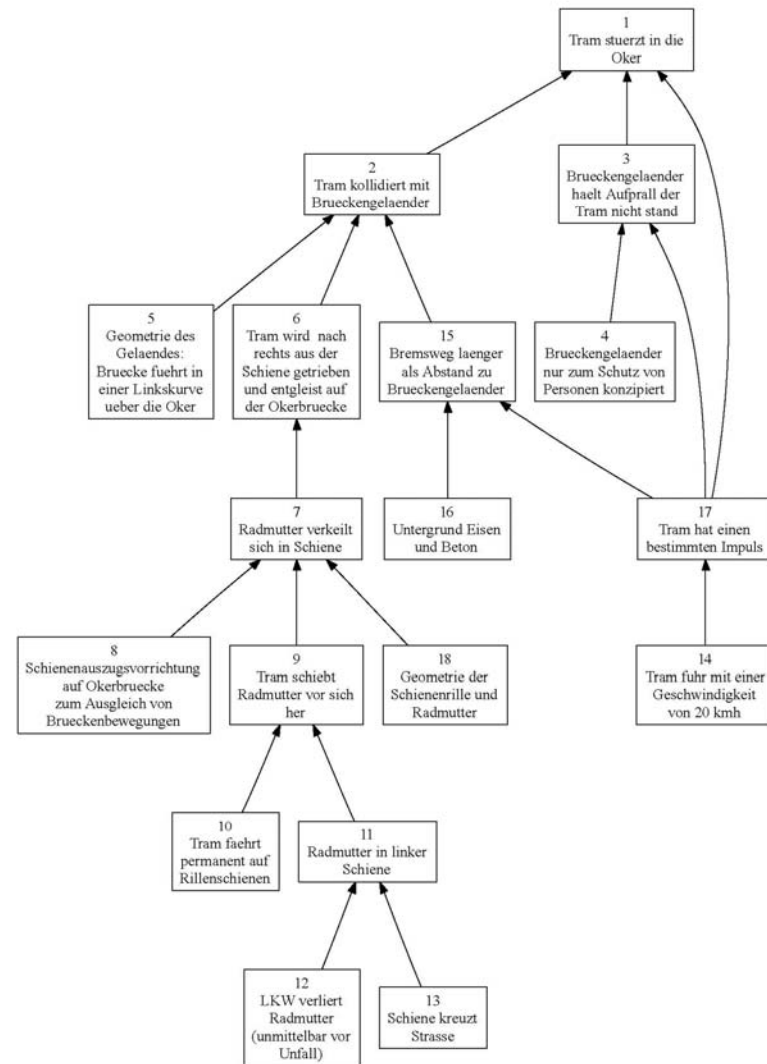 1
Tram stuerzt in die
Oker
2
Tram kollidiert mit
Brueckengelaender
3
Brueckengelaender
haelt Aufprall der
Tram nicht stand
5
Geometrie des
Gelaendes:
Bruecke fuehrt in
einer Linkskurve
ueber die Oker
6
Tram wird nach
rechts aus der
Schiene getrieben
und entgleist auf
der Okerbruecke
15
Bremsweg laenger
als Abstand zu
Brueckengelaender
4
Brueckengelaender
nur zum Schutz von
Personen konzipiert
7
Radmutter verkeilt
sich in Schiene
16
Untergrund Eisen
und Beton
17
Tram hat einen
bestimmten Impuls
8
Schienenauszugsvorrichtung
auf Okerbruecke
zum Ausgleich von
Brueckenbewegungen
9
Tram schiebt
Radmutter vor sich
her
18
Geometrie der
Schienenrille und
Radmutter
14
Tram fuhr mit einer
Geschwindigkeit
von 20 kmh
10
Tram faehrt
permanent auf
Rillenschienen
11
Radmutter in linker
Schiene
12
LKW verliert
Radmutter
(unmittelbar vor
Unfall)
13
Schiene kreuzt
Strasse